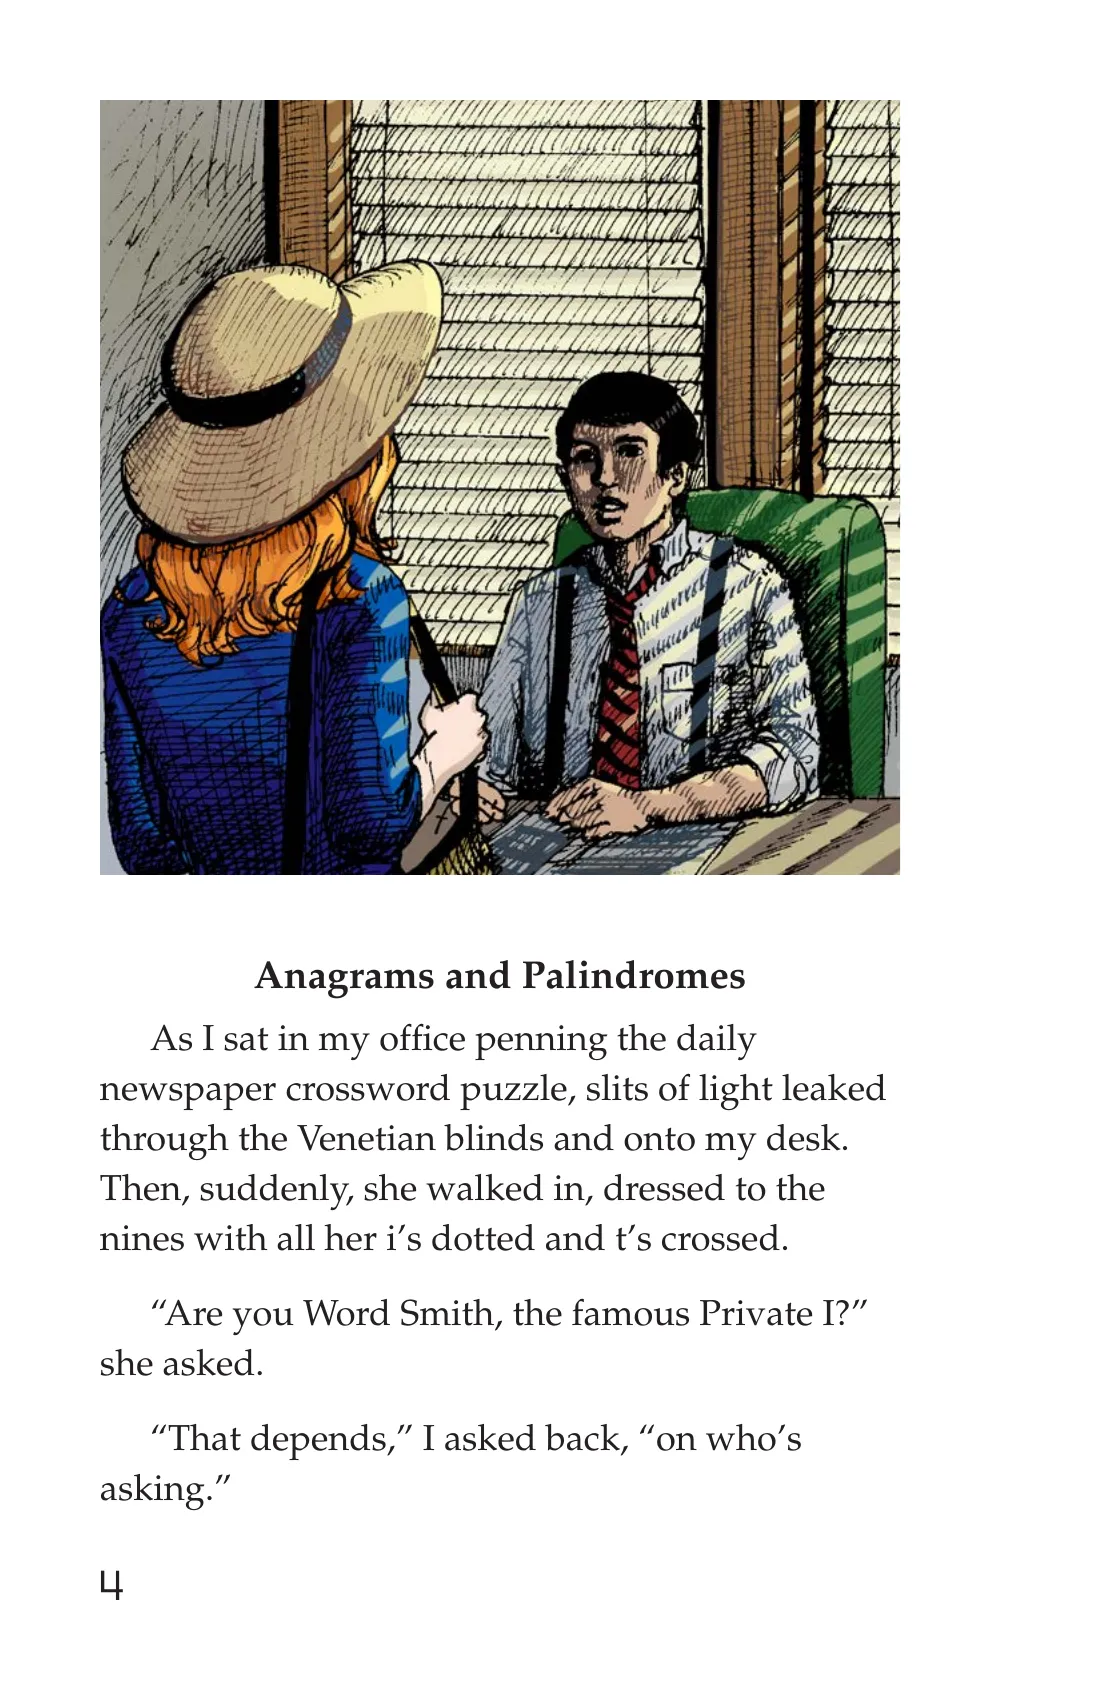 Anagrams and Palindromes
As I sat in my office penning the daily
newspaper crossword puzzle, slits of light leaked
through the Venetian blinds and onto my desk.
Then, suddenly, she walked in, dressed to the
nines with all her i’s dotted and t’s crossed.
“Are you Word Smith, the famous Private I?”
she asked.
“That depends,” I asked back, “on who’s
asking.”
4